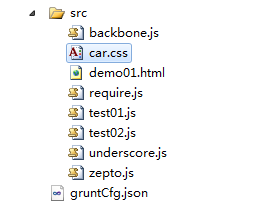 src
backbone.js
car.css
demo01.html
require.js
test01.js
test02.js
underscore.js
zepto.js
gruntCfg.json